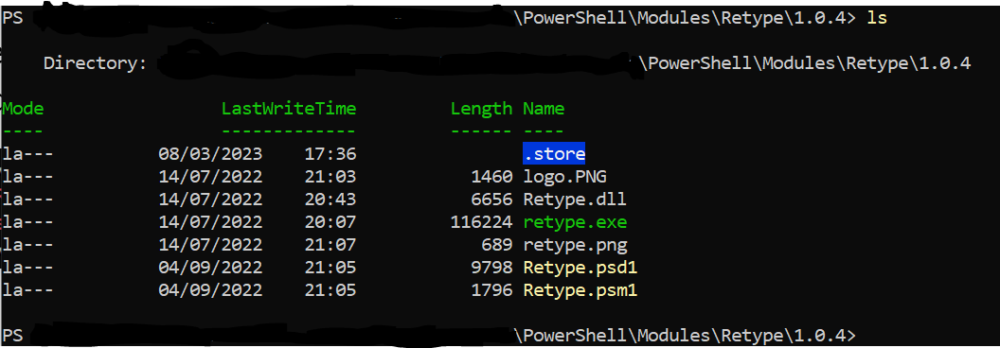 PS \PowerShell\Modules\Retype\1.0.4> ls
Directory: \PowerShell\Modules\Retype\1.0.4
Mode LastWriteTime Length Name
---- ------------- ------ ----
la--- 08/03/2023 17:36 .store
la--- 14/07/2022 21:03 1460 logo.PNG
la--- 14/07/2022 20:43 6656 Retype.dll
la--- 14/07/2022 20:07 116224 retype.exe
la--- 14/07/2022 21:07 689 retype.png
la--- 04/09/2022 21:05 9798 Retype.psd1
la--- 04/09/2022 21:05 1796 Retype.psm1
PS \PowerShell\Modules\Retype\1.0.4>